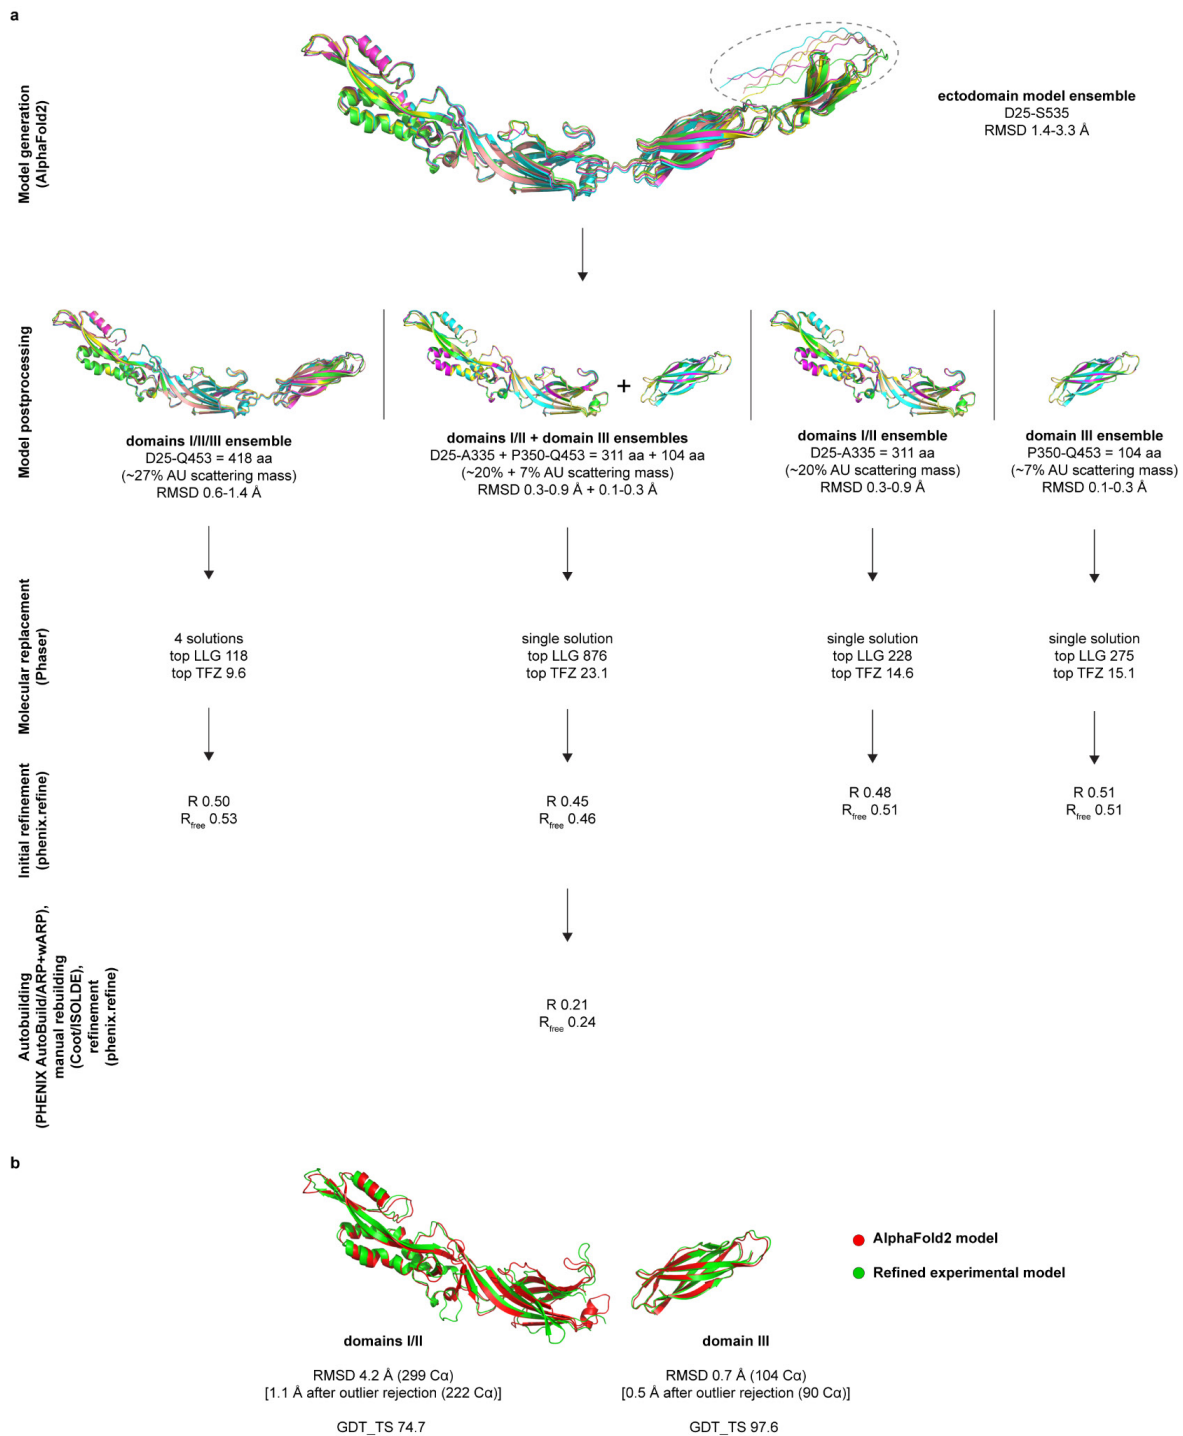 a
Model generation
(AlphaFold2)
ectodomain model ensemble
D25-S535
RMSD 1.4-3.3 Å
Model postprocessing
domains I/II/III ensemble
D25-Q453 = 418 aa
(~27% AU scattering mass)
RMSD 0.6-1.4 Å
+
domains I/II + domain III ensembles
D25-A335 + P350-Q453 = 311 aa + 104 aa
(~20% + 7% AU scattering mass)
RMSD 0.3-0.9 Å + 0.1-0.3 Å
domains I/II ensemble
D25-A335 = 311 aa
(~20% AU scattering mass)
RMSD 0.3-0.9 Å
domain III ensemble
P350-Q453 = 104 aa
(~7% AU scattering mass)
RMSD 0.1-0.3 Å
Molecular replacement
(Phaser)
4 solutions
top LLG 118
top TFZ 9.6
single solution
top LLG 876
top TFZ 23.1
single solution
top LLG 228
top TFZ 14.6
single solution
top LLG 275
top TFZ 15.1
Initial refinement
(phenix.refine)
R 0.50
Rfree 0.53
R 0.45
Rfree 0.46
R 0.48
Rfree 0.51
R 0.51
Rfree 0.51
Autobuilding
(PHENIX AutoBuild/ARP+wARP),
manual rebuilding
(Coot/ISOLDE),
refinement
(phenix.refine)
R 0.21
Rfree 0.24
b
AlphaFold2 model
Refined experimental model
domains I/II
RMSD 4.2 Å (299 Cα)
[1.1 Å after outlier rejection (222 Cα)]
GDT_TS 74.7
domain III
RMSD 0.7 Å (104 Cα)
[0.5 Å after outlier rejection (90 Cα)]
GDT_TS 97.6